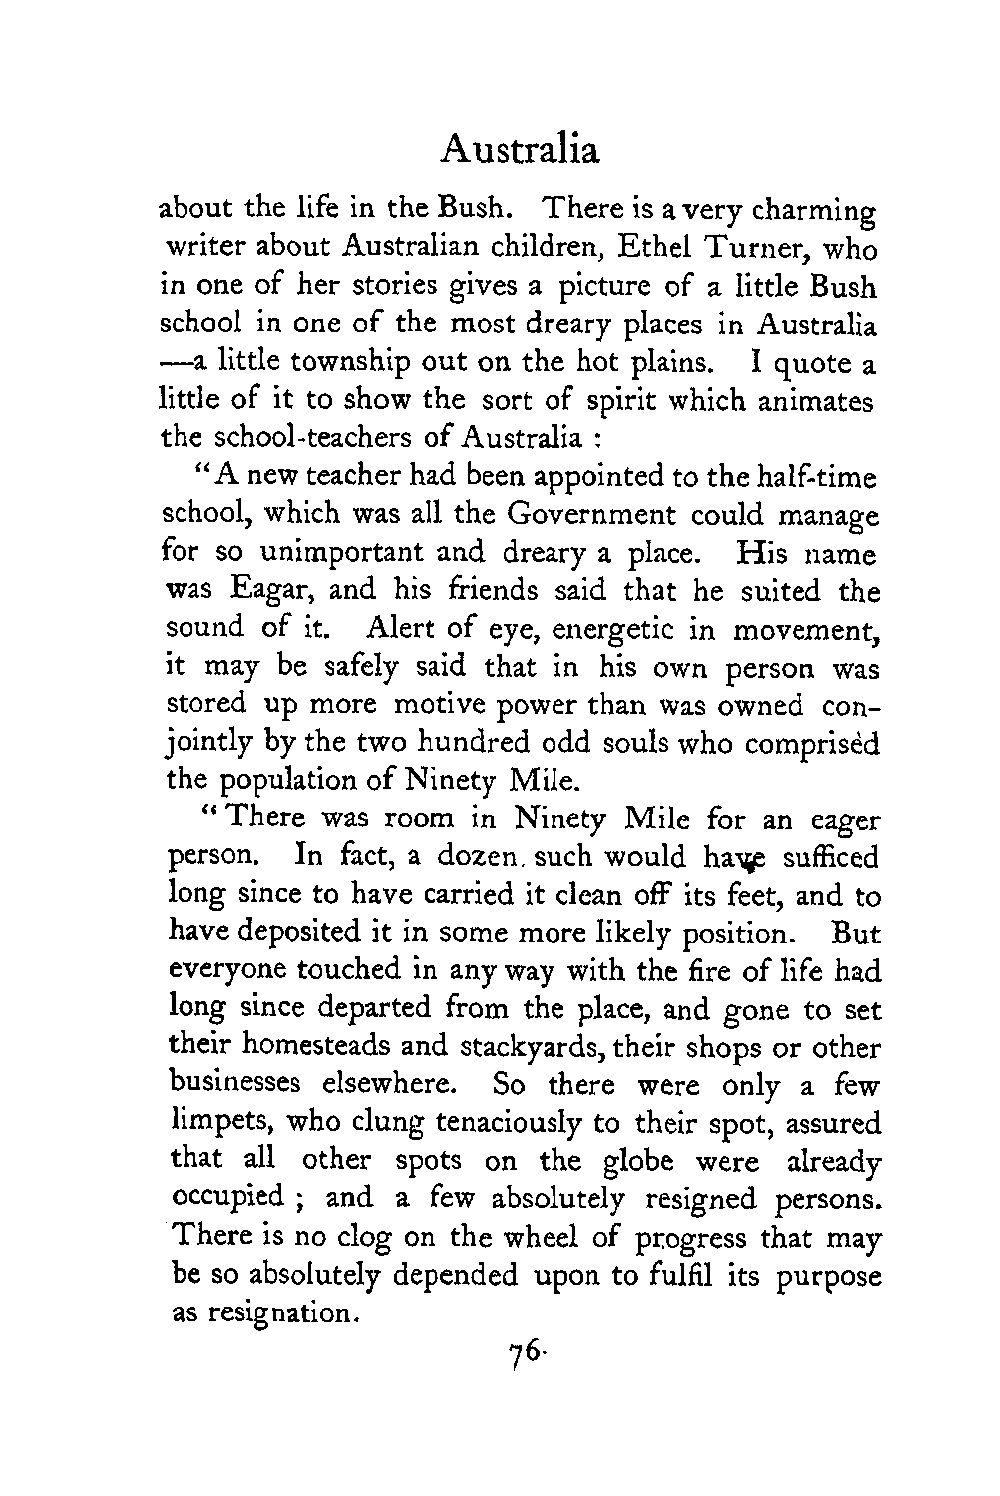 Australia
about the life in the Bush. There is a very charming
writer about Australian children, Ethel Turner, who
in one of her stories gives a picture of a little Bush
school in one of the most dreary places in Australia
—a little township out on the hot plains. I quote a
little of it to show the sort of spirit which animates
the school-teachers of Australia :
“A new teacher had been appointed to the half-time
school, which was all the Government could manage
for so unimportant and dreary a place. His name
was Eagar, and his friends said that he suited the
sound of it. Alert of eye, energetic in movement,
it may be safely said that in his own person was
stored up more motive power than was owned con-
jointly by the two hundred odd souls who comprised
the population of Ninety Mile.
“There was room in Ninety Mile for an eager
person. In fact, a dozen such would have sufficed
long since to have carried it clean off its feet, and to
have deposited it in some more likely position. But
everyone touched in any way with the fire of life had
long since departed from the place, and gone to set
their homesteads and stackyards, their shops or other
businesses elsewhere. So there were only a few
limpets, who clung tenaciously to their spot, assured
that all other spots on the globe were already
occupied ; and a few absolutely resigned persons.
There is no clog on the wheel of progress that may
be so absolutely depended upon to fulfil its purpose
as resignation.
76